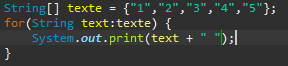 String[] texte = {"1","2","3","4","5"};
for(String text:texte) {
System.out.print(text + " ");
}